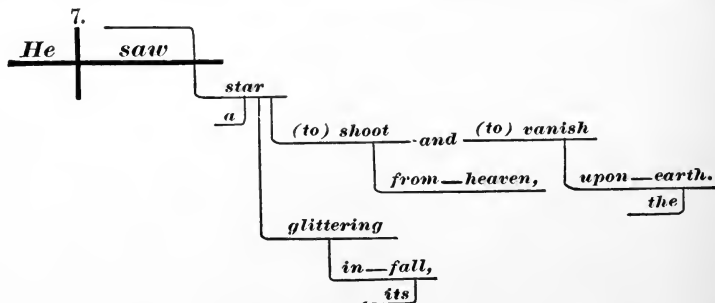 7.
He saw
star
a
(to) shoot -and (to) vanish
from—heaven,
upon—earth.
the
glittering
in—fall,
its